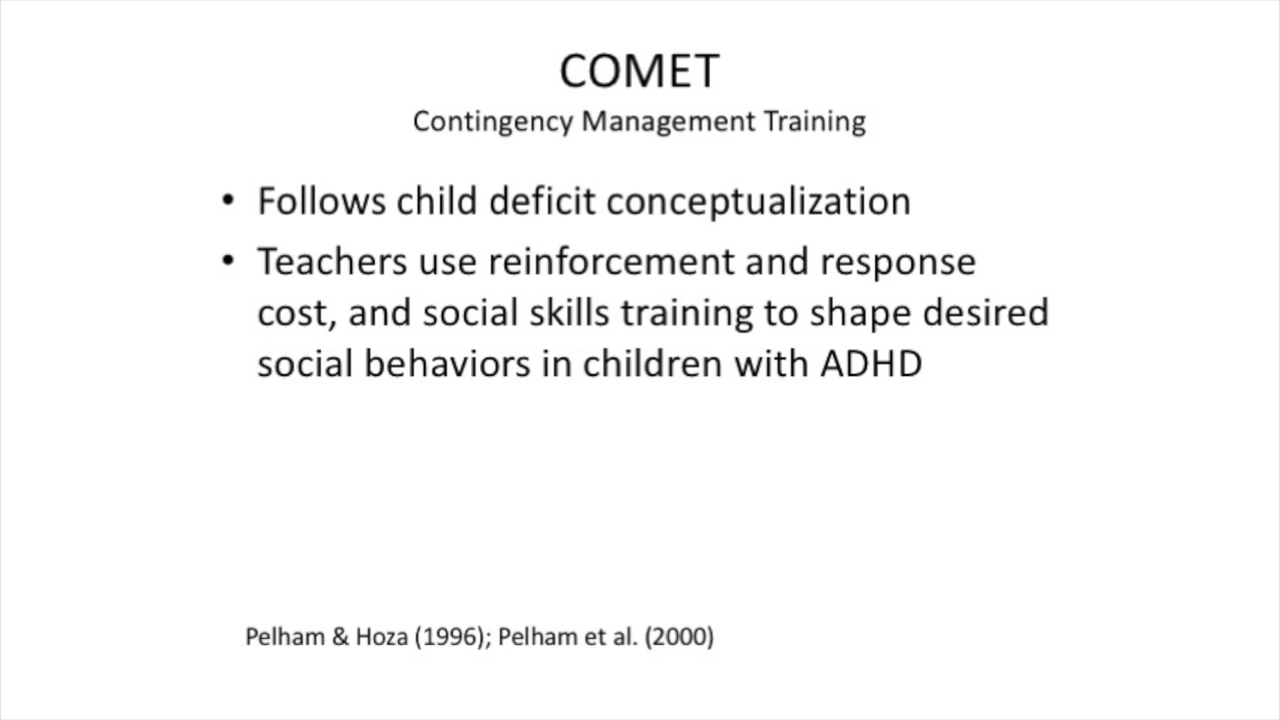 COMET
Contingency Management Training
• Follows child deficit conceptualization
• Teachers use reinforcement and response
cost, and social skills training to shape desired
social behaviors in children with ADHD
Pelham & Hoza (1996); Pelham et al. (2000)